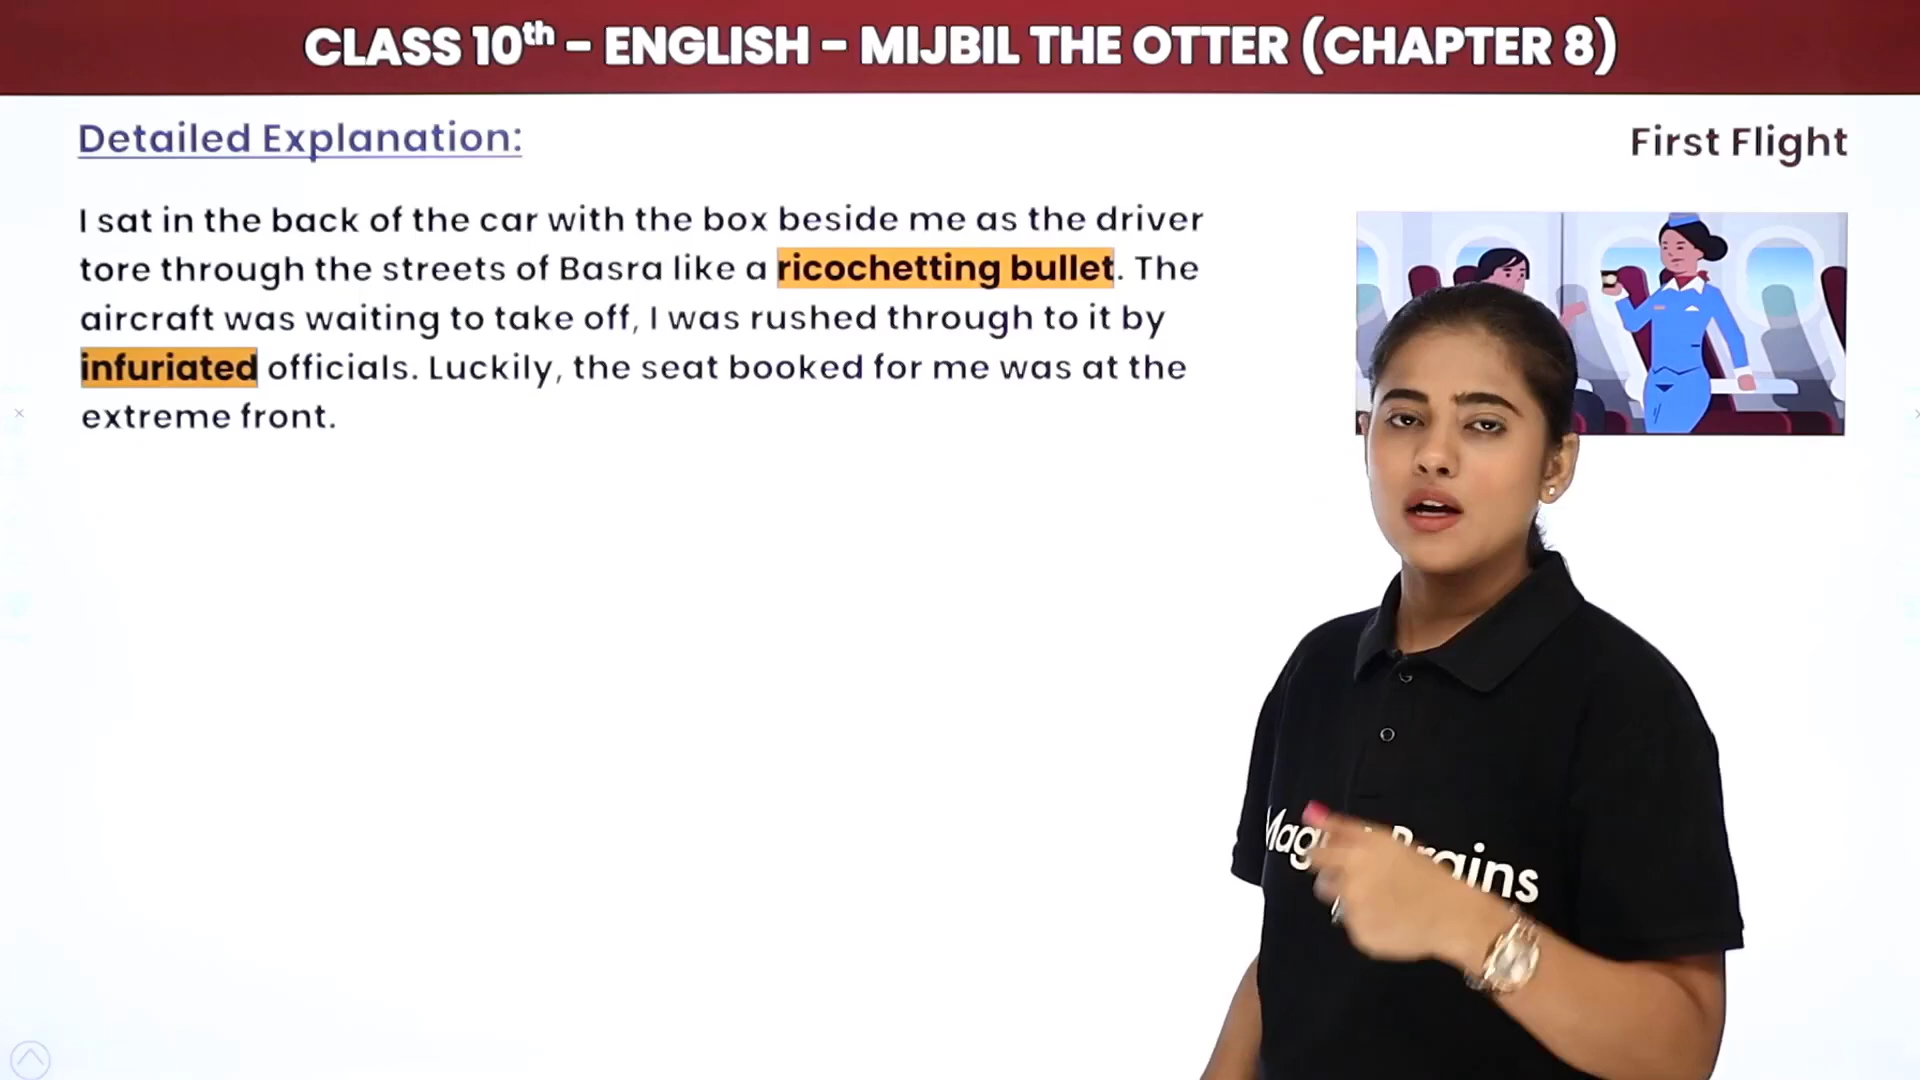 CLASS 10th – ENGLISH – MIJBIL THE OTTER (CHAPTER 8)
Detailed Explanation:
First Flight
I sat in the back of the car with the box beside me as the driver
tore through the streets of Basra like a ricochetting bullet. The
aircraft was waiting to take off, I was rushed through to it by
infuriated officials. Luckily, the seat booked for me was at the
extreme front.